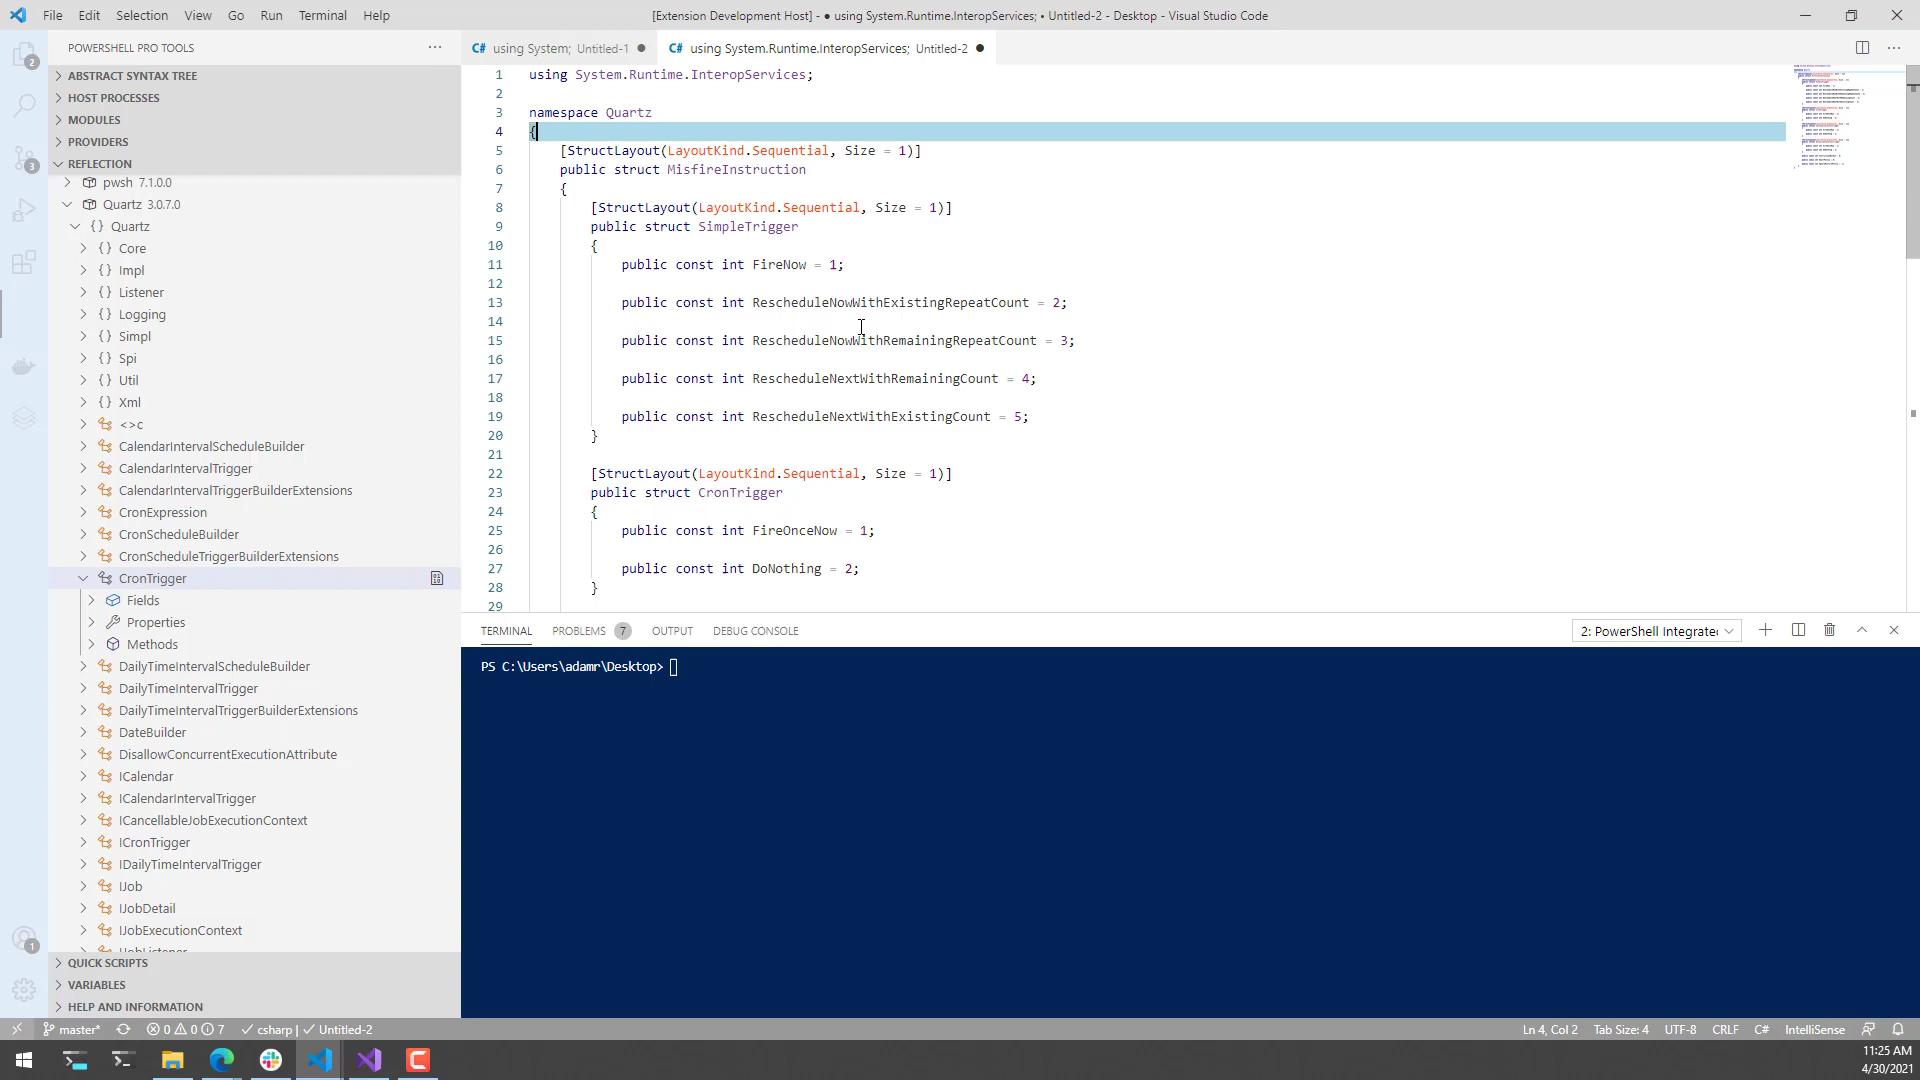 File Edit Selection View Go Run Terminal Help
[Extension Development Host] - ● using System.Runtime.InteropServices; • Untitled-2 - Desktop - Visual Studio Code
POWERSHELL PRO TOOLS
ABSTRACT SYNTAX TREE
HOST PROCESSES
MODULES
PROVIDERS
REFLECTION
pwsh 7.1.0.0
Quartz 3.0.7.0
{} Quartz
{} Core
{} Impl
{} Listener
{} Logging
{} Simpl
{} Spi
{} Util
{} Xml
<>c
CalendarIntervalScheduleBuilder
CalendarIntervalTrigger
CalendarIntervalTriggerBuilderExtensions
CronExpression
CronScheduleBuilder
CronScheduleTriggerBuilderExtensions
CronTrigger
Fields
Properties
Methods
DailyTimeIntervalScheduleBuilder
DailyTimeIntervalTrigger
DailyTimeIntervalTriggerBuilderExtensions
DateBuilder
DisallowConcurrentExecutionAttribute
ICalendar
ICalendarIntervalTrigger
ICancellableJobExecutionContext
ICronTrigger
IDailyTimeIntervalTrigger
IJob
IJobDetail
IJobExecutionContext
IJobListener
QUICK SCRIPTS
VARIABLES
HELP AND INFORMATION
2
3
1
C# using System; Untitled-1 ●
C# using System.Runtime.InteropServices; Untitled-2 ●
1 using System.Runtime.InteropServices;
2
3 namespace Quartz
4 {
5 [StructLayout(LayoutKind.Sequential, Size = 1)]
6 public struct MisfireInstruction
7 {
8 [StructLayout(LayoutKind.Sequential, Size = 1)]
9 public struct SimpleTrigger
10 {
11 public const int FireNow = 1;
12
13 public const int RescheduleNowWithExistingRepeatCount = 2;
14
15 public const int RescheduleNowWithRemainingRepeatCount = 3;
16
17 public const int RescheduleNextWithRemainingCount = 4;
18
19 public const int RescheduleNextWithExistingCount = 5;
20 }
21
22 [StructLayout(LayoutKind.Sequential, Size = 1)]
23 public struct CronTrigger
24 {
25 public const int FireOnceNow = 1;
26
27 public const int DoNothing = 2;
28 }
29
TERMINAL PROBLEMS 7 OUTPUT DEBUG CONSOLE
2: PowerShell Integrated
PS C:\Users\adamr\Desktop>
master* 0 0 7 csharp | Untitled-2
Ln 4, Col 2 Tab Size: 4 UTF-8 CRLF C# IntelliSense
11:25 AM
4/30/2021